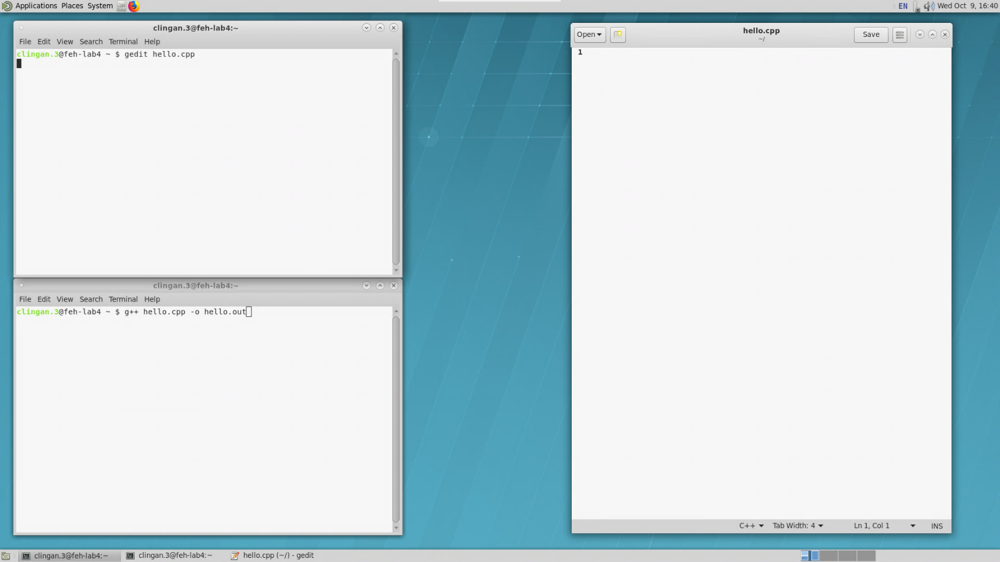 Applications Places System
EN Wed Oct 9, 16:40
clingan.3@feh-lab4:~
File Edit View Search Terminal Help
clingan.3@feh-lab4 ~ $ gedit hello.cpp
clingan.3@feh-lab4:~
File Edit View Search Terminal Help
clingan.3@feh-lab4 ~ $ g++ hello.cpp -o hello.out
Open hello.cpp Save
~/
1
C++ Tab Width: 4 Ln 1, Col 1 INS
clingan.3@feh-lab4:~ clingan.3@feh-lab4:~ hello.cpp (~/) - gedit